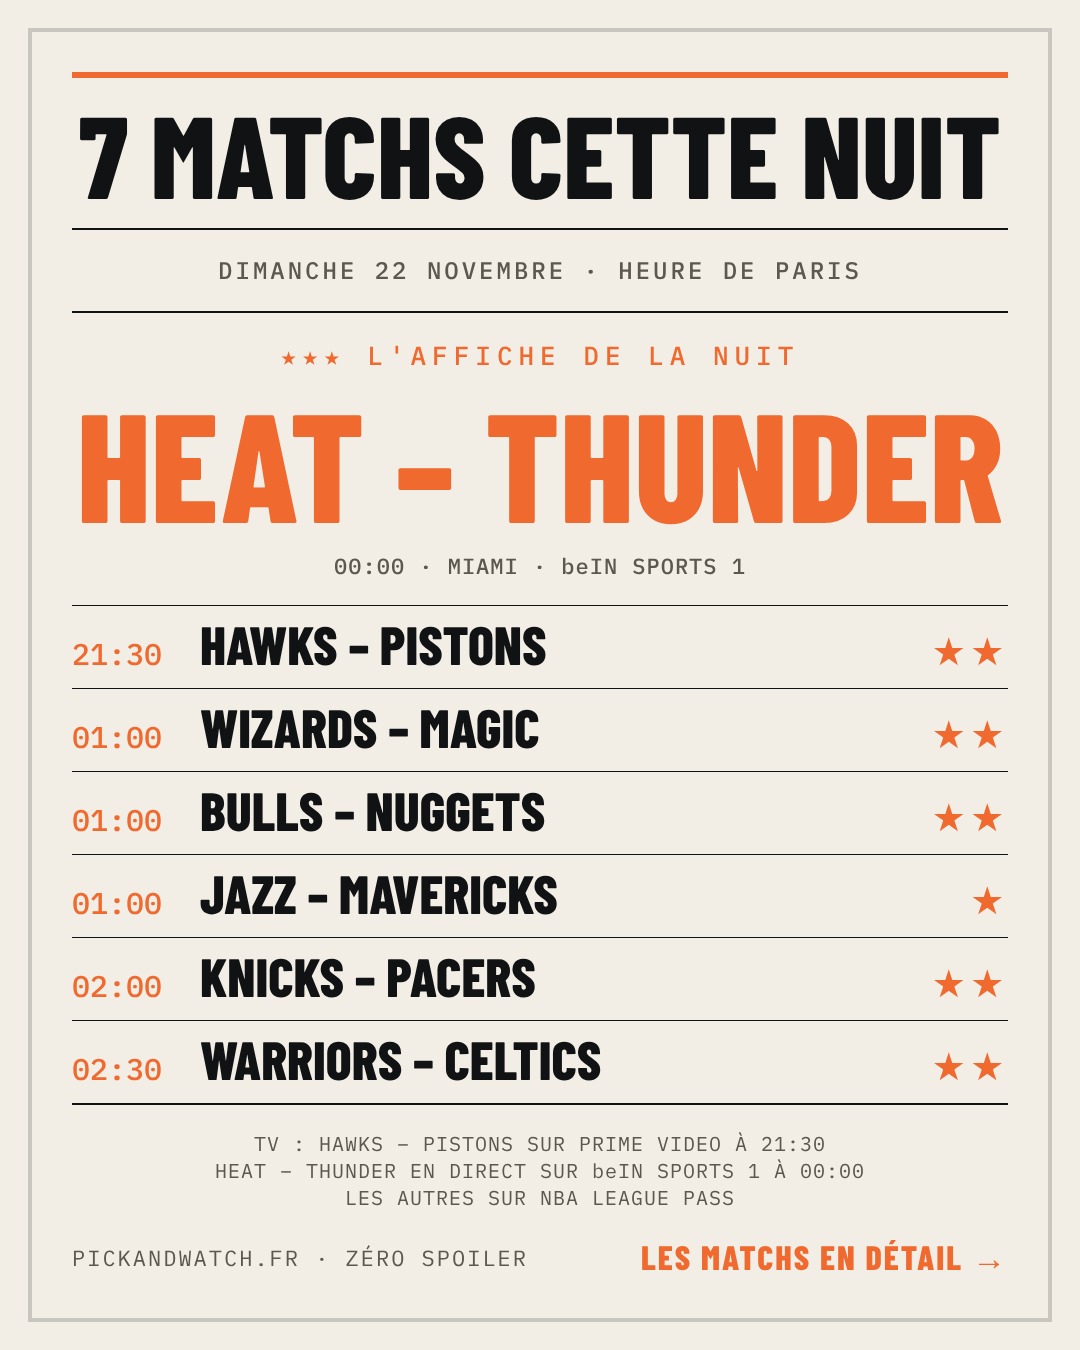 7 MATCHS CETTE NUIT
DIMANCHE 22 NOVEMBRE · HEURE DE PARIS
★★★ L'AFFICHE DE LA NUIT
HEAT – THUNDER
00:00 · MIAMI · beIN SPORTS 1
21:30 HAWKS – PISTONS ★★
01:00 WIZARDS – MAGIC ★★
01:00 BULLS – NUGGETS ★★
01:00 JAZZ – MAVERICKS ★
02:00 KNICKS – PACERS ★★
02:30 WARRIORS – CELTICS ★★
TV : HAWKS – PISTONS SUR PRIME VIDEO À 21:30
HEAT – THUNDER EN DIRECT SUR beIN SPORTS 1 À 00:00
LES AUTRES SUR NBA LEAGUE PASS
PICKANDWATCH.FR · ZÉRO SPOILER
LES MATCHS EN DÉTAIL →